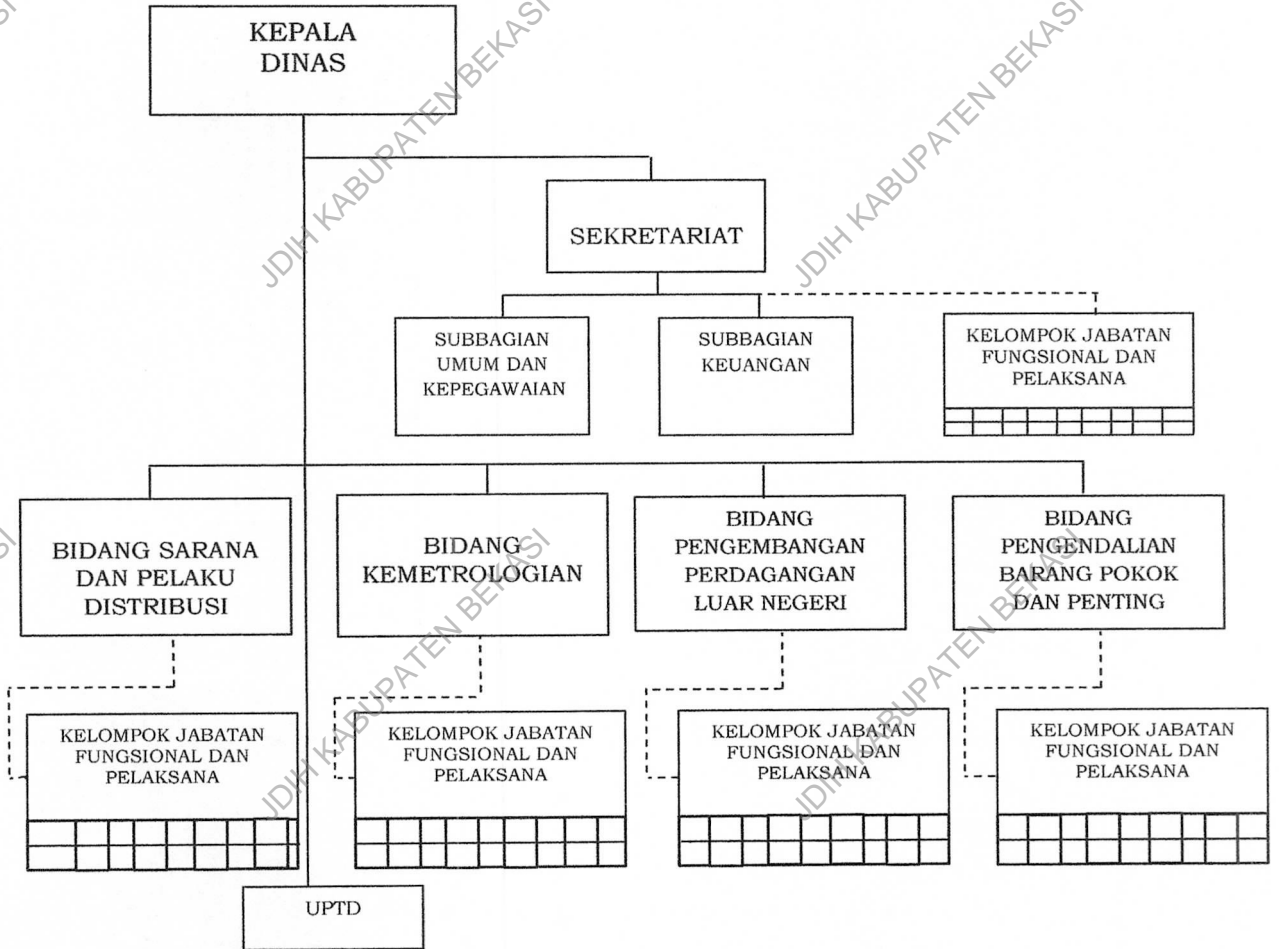 KEPALA
DINAS
SEKRETARIAT
SUBBAGIAN
UMUM DAN
KEPEGAWAIAN
SUBBAGIAN
KEUANGAN
KELOMPOK JABATAN
FUNGSIONAL DAN
PELAKSANA
BIDANG SARANA
DAN PELAKU
DISTRIBUSI
BIDANG
KEMETROLOGIAN
BIDANG
PENGEMBANGAN
PERDAGANGAN
LUAR NEGERI
BIDANG
PENGENDALIAN
BARANG POKOK
DAN PENTING
KELOMPOK JABATAN
FUNGSIONAL DAN
PELAKSANA
KELOMPOK JABATAN
FUNGSIONAL DAN
PELAKSANA
KELOMPOK JABATAN
FUNGSIONAL DAN
PELAKSANA
KELOMPOK JABATAN
FUNGSIONAL DAN
PELAKSANA
UPTD
JDIH KABUPATEN BEKASI
JDIH KABUPATEN BEKASI
JDIH KABUPATEN BEKASI
JDIH KABUPATEN BEKASI